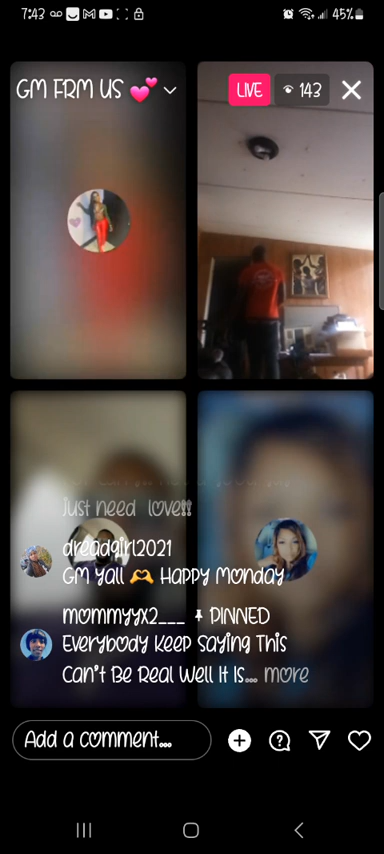 7:43
45%
GM FRM US 💕
LIVE
143
just need love!!
dreadgirl2021
GM yall 🫶 Happy Monday
mommyyx2___ 📌 PINNED
Everybody Keep Saying This
Can't Be Real Well It Is... more
Add a comment...